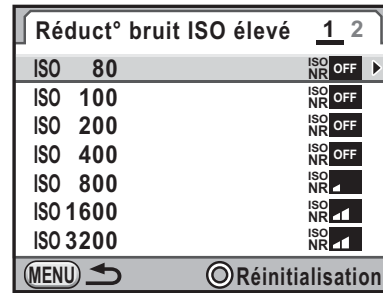 Réduct° bruit ISO élevé 1 2
ISO 80 ISO NR OFF
ISO 100 ISO NR OFF
ISO 200 ISO NR OFF
ISO 400 ISO NR OFF
ISO 800 ISO NR
ISO 1600 ISO NR
ISO 3200 ISO NR
MENU Réinitialisation